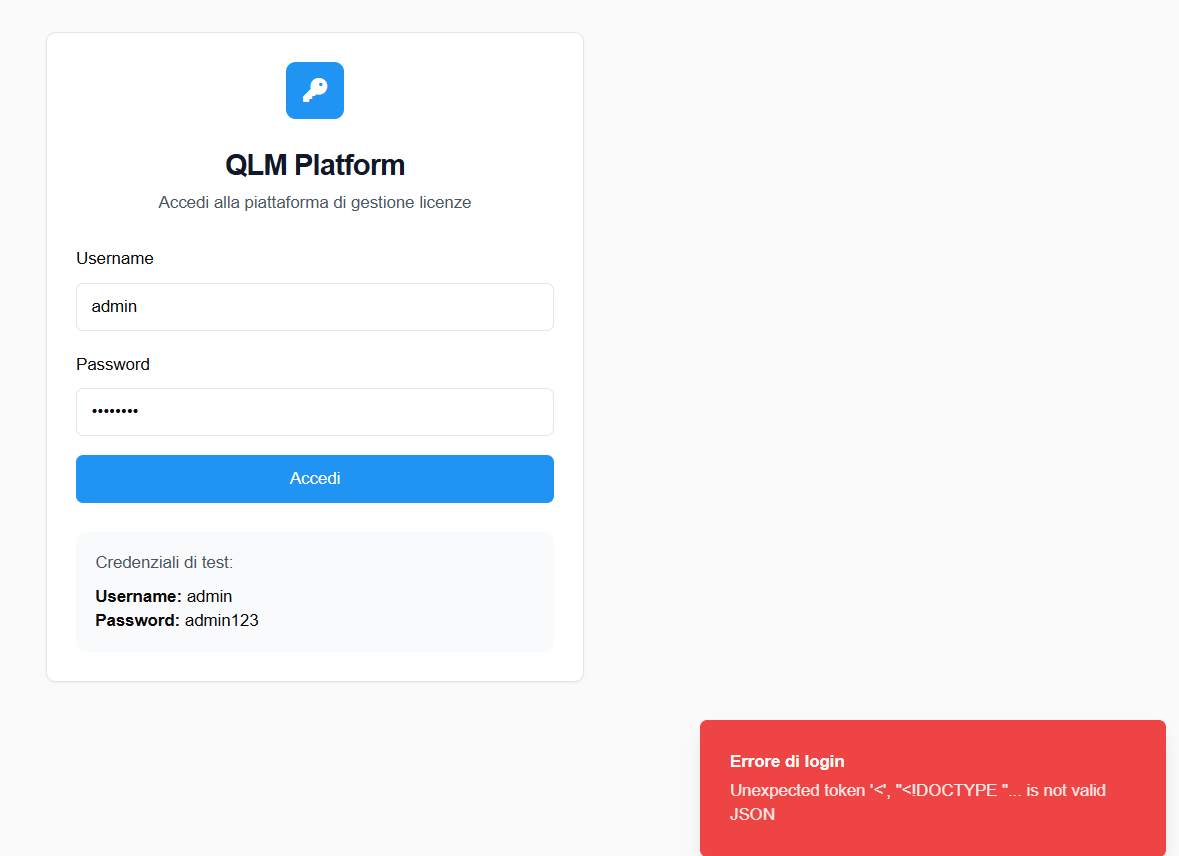 QLM Platform
Accedi alla piattaforma di gestione licenze
Username
admin
Password
••••••••
Accedi
Credenziali di test:
Username: admin
Password: admin123
Errore di login
Unexpected token '<', "<!DOCTYPE "... is not valid
JSON